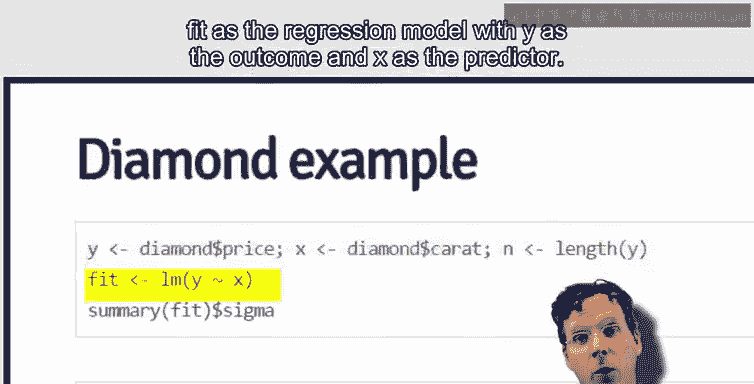 fit as the regression model with y as
the outcome and x as the predictor.
Diamond example
y <- diamond$price; x <- diamond$carat; n <- length(y)
fit <- lm(y ~ x)
summary(fit)$sigma